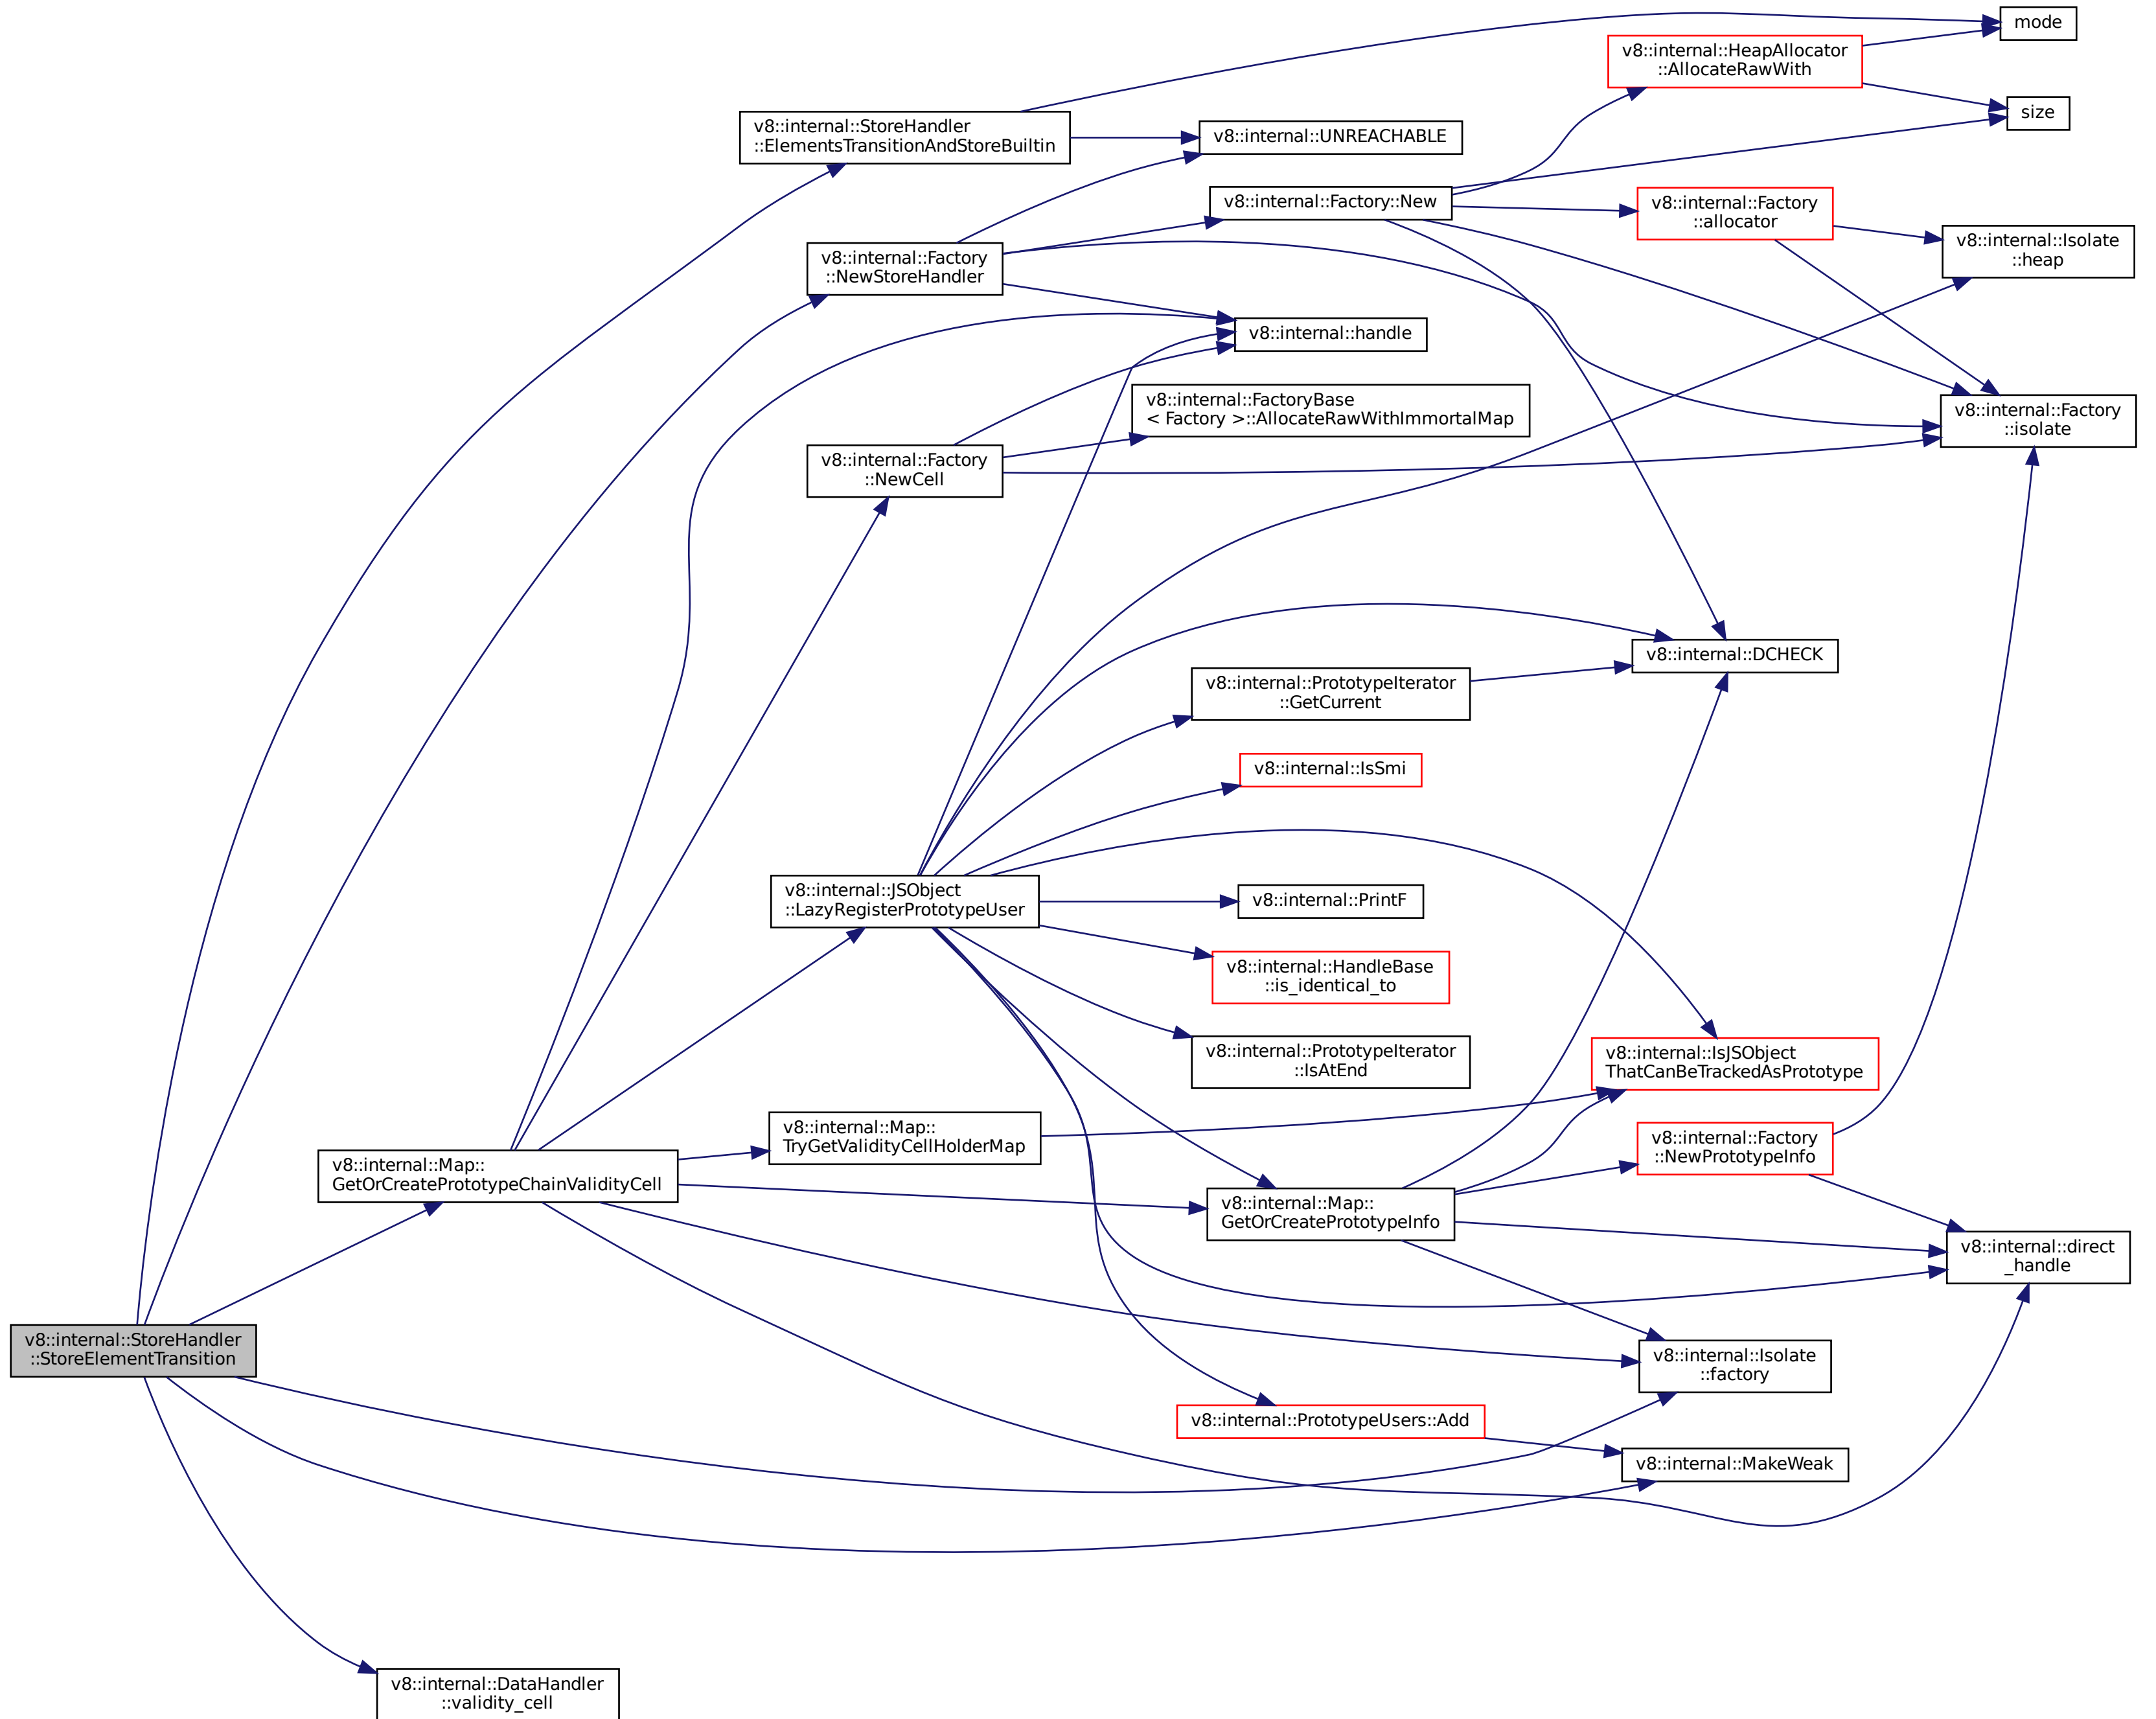 mode
v8::internal::HeapAllocator
::AllocateRawWith
size
v8::internal::StoreHandler
::ElementsTransitionAndStoreBuiltin
v8::internal::UNREACHABLE
v8::internal::Factory::New
v8::internal::Factory
::allocator
v8::internal::Isolate
::heap
v8::internal::Factory
::NewStoreHandler
v8::internal::handle
v8::internal::FactoryBase
< Factory >::AllocateRawWithImmortalMap
v8::internal::Factory
::isolate
v8::internal::Factory
::NewCell
v8::internal::DCHECK
v8::internal::PrototypeIterator
::GetCurrent
v8::internal::IsSmi
v8::internal::JSObject
::LazyRegisterPrototypeUser
v8::internal::PrintF
v8::internal::HandleBase
::is_identical_to
v8::internal::PrototypeIterator
::IsAtEnd
v8::internal::IsJSObject
ThatCanBeTrackedAsPrototype
v8::internal::Map::
TryGetValidityCellHolderMap
v8::internal::Factory
::NewPrototypeInfo
v8::internal::Map::
GetOrCreatePrototypeChainValidityCell
v8::internal::Map::
GetOrCreatePrototypeInfo
v8::internal::direct
_handle
v8::internal::StoreHandler
::StoreElementTransition
v8::internal::Isolate
::factory
v8::internal::PrototypeUsers::Add
v8::internal::MakeWeak
v8::internal::DataHandler
::validity_cell